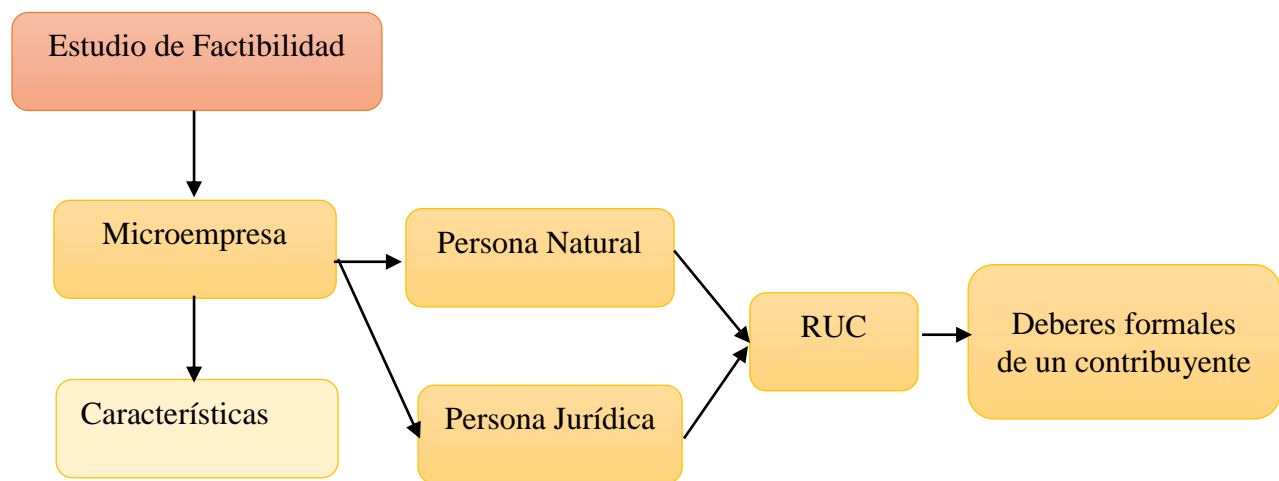 Estudio de Factibilidad
Microempresa
Persona Natural
RUC
Deberes formales
de un contribuyente
Características
Persona Jurídica